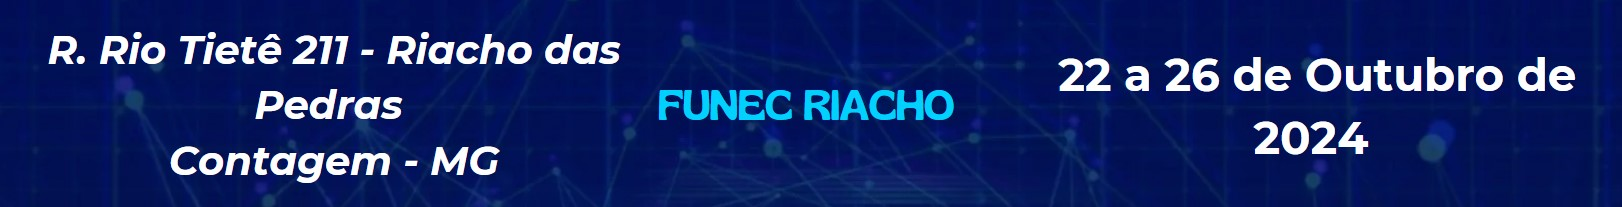 R. Rio Tietê 211 - Riacho das
Pedras
Contagem - MG
FUNEC RIACHO
22 a 26 de Outubro de
2024